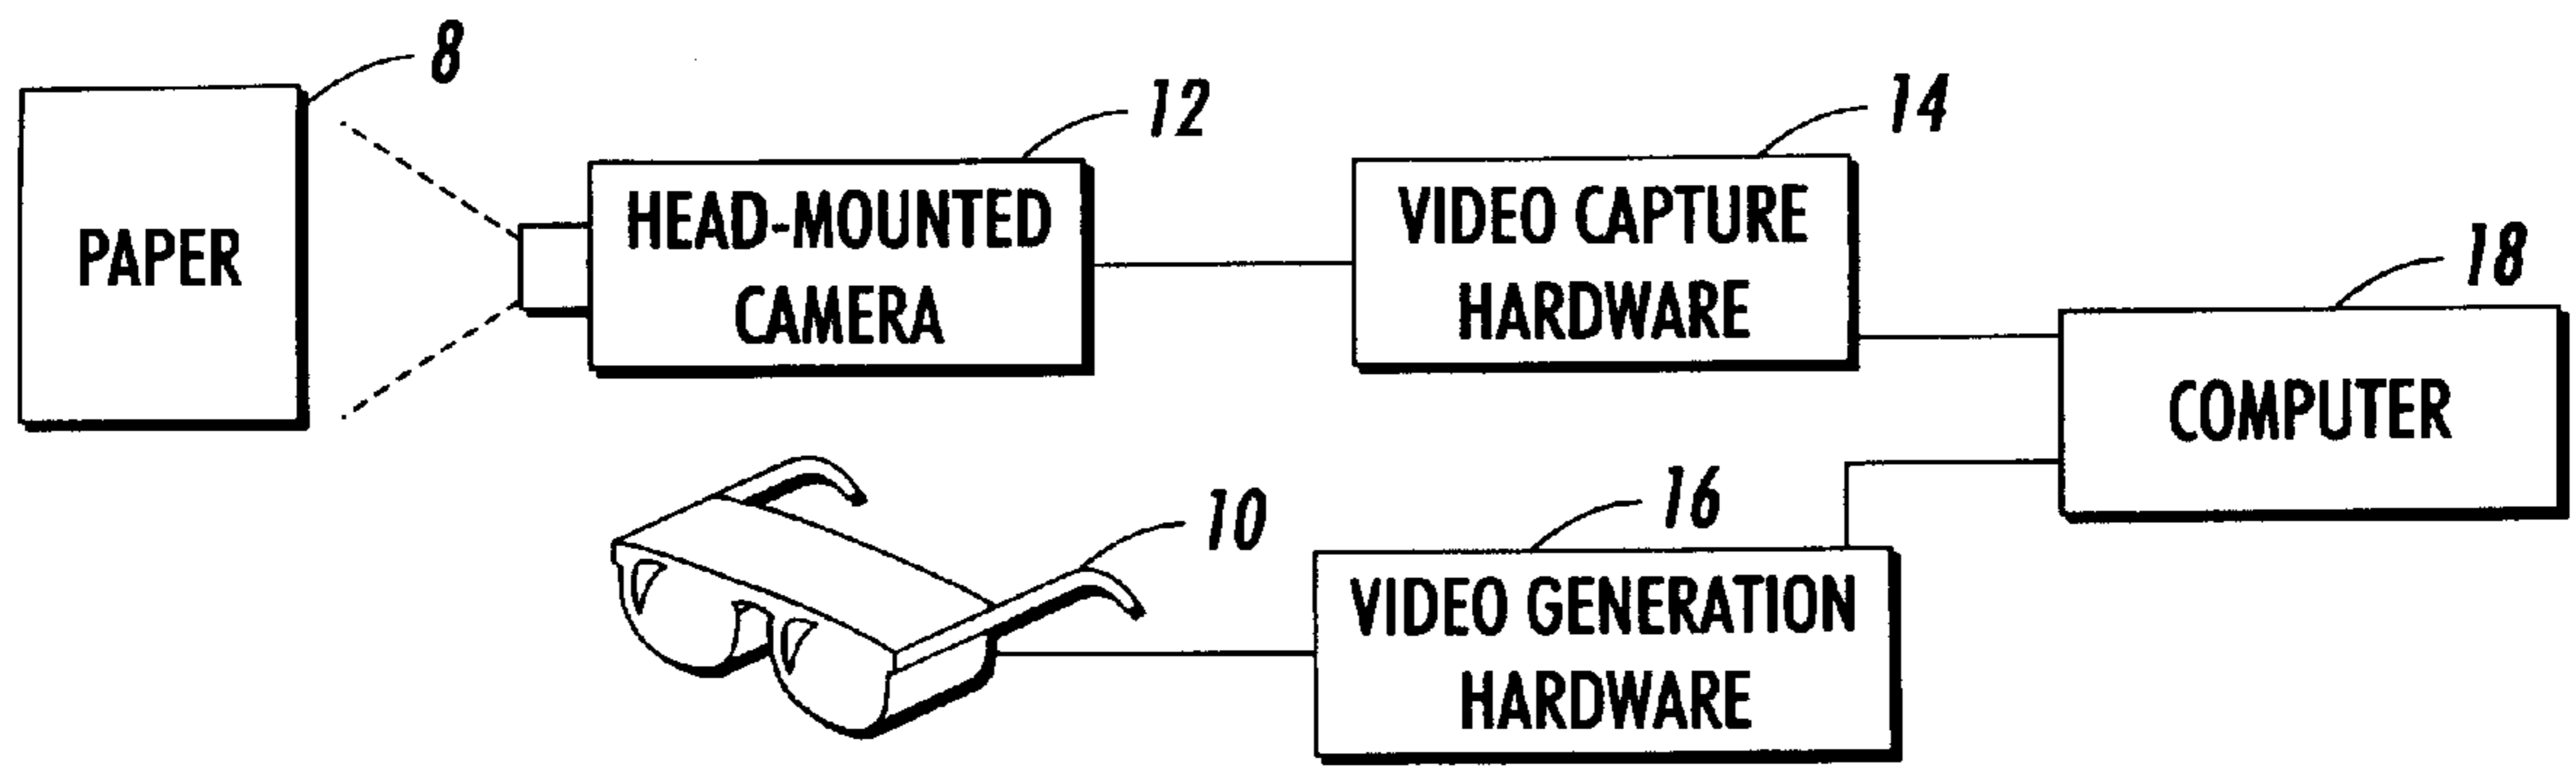 8
12
14
PAPER
HEAD-MOUNTED
CAMERA
VIDEO CAPTURE
HARDWARE
18
COMPUTER
10
16
VIDEO GENERATION
HARDWARE